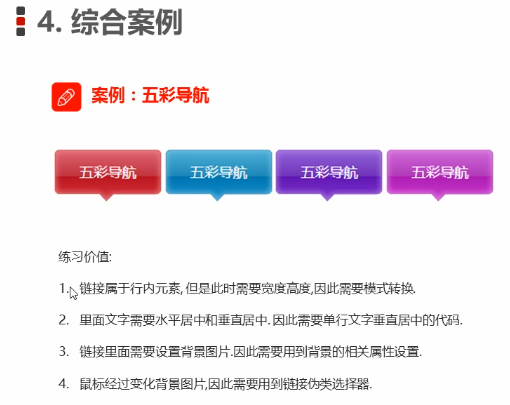 4. 综合案例
案例：五彩导航
五彩导航 五彩导航 五彩导航 五彩导航
练习价值:
1. 链接属于行内元素, 但是此时需要宽度高度,因此需要模式转换.
2. 里面文字需要水平居中和垂直居中. 因此需要单行文字垂直居中的代码.
3. 链接里面需要设置背景图片.因此需要用到背景的相关属性设置.
4. 鼠标经过变化背景图片,因此需要用到链接伪类选择器.